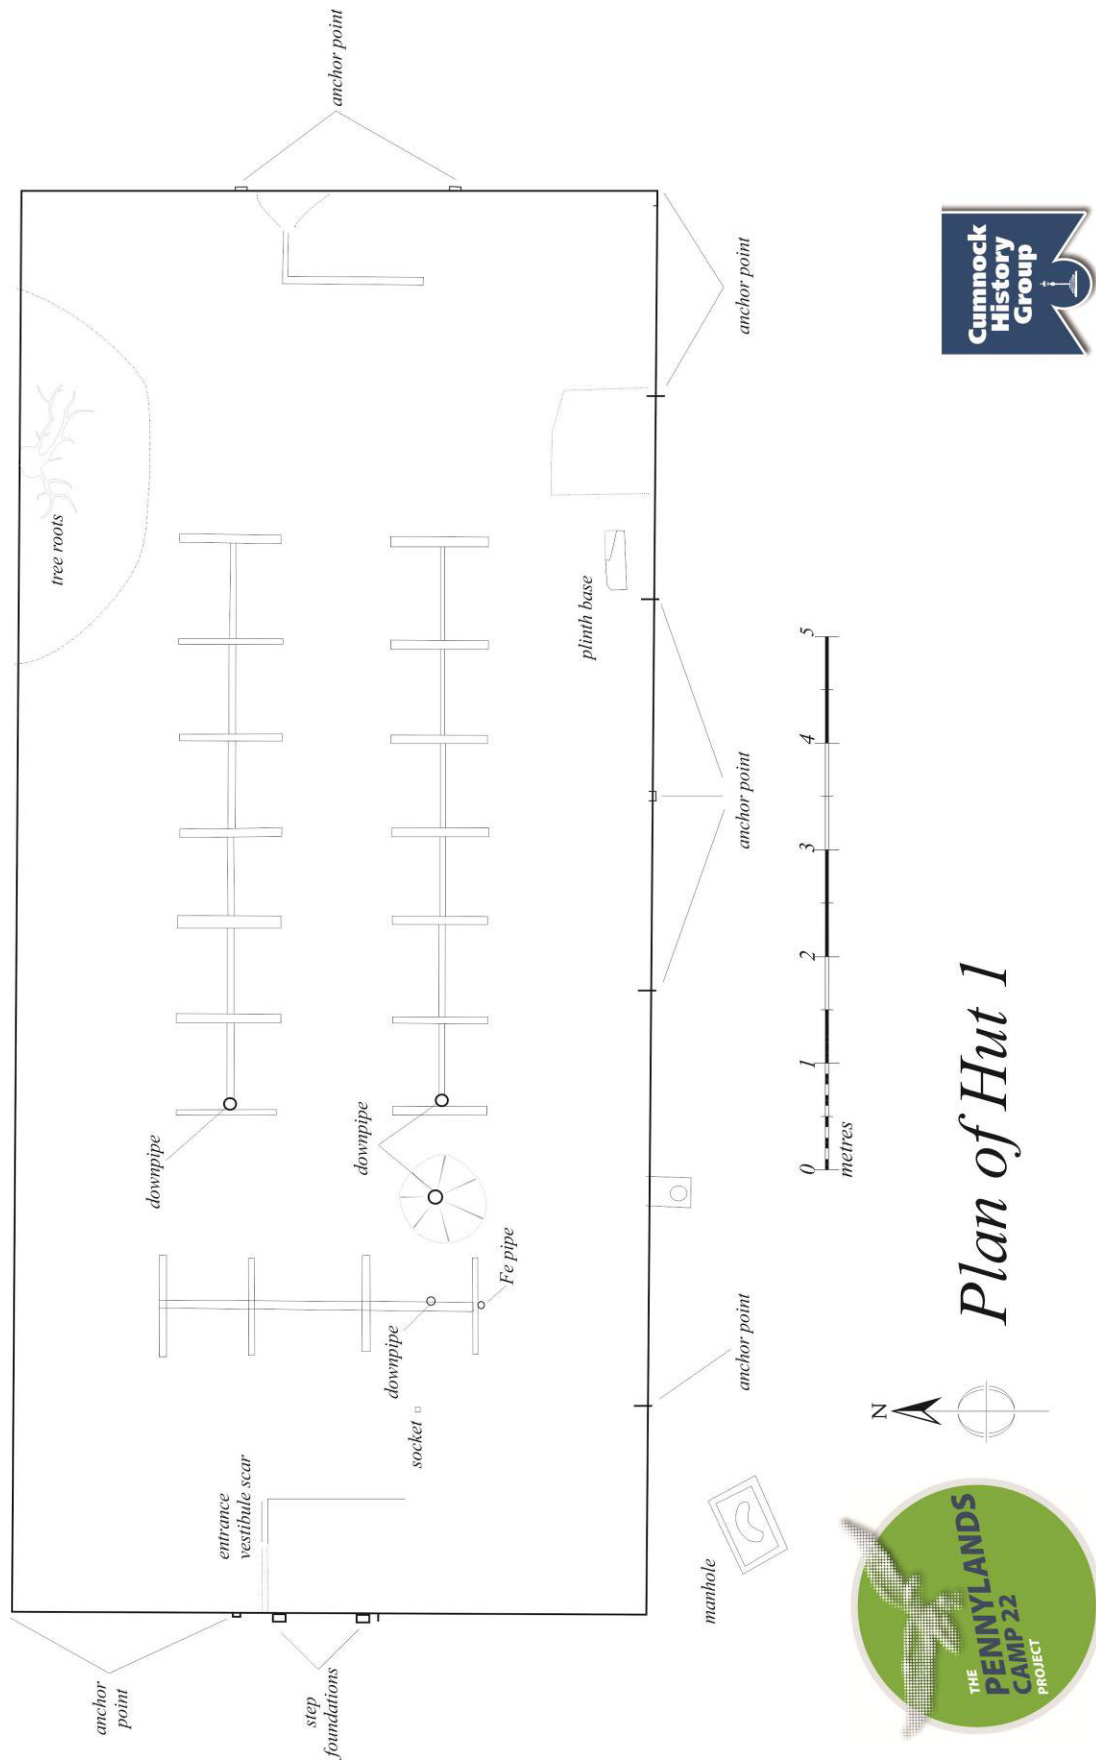 anchor point
tree roots
anchor point
plinth base
downpipe
downpipe
Fe pipe
downpipe
socket
entrance
vestibule scar
anchor point
anchor point
anchor
point
step
foundations
manhole
0 1 2 3 4 5
metres
N
Plan of Hut 1
THE
PENNYLANDS
CAMP 22
PROJECT
Cumnock
History
Group